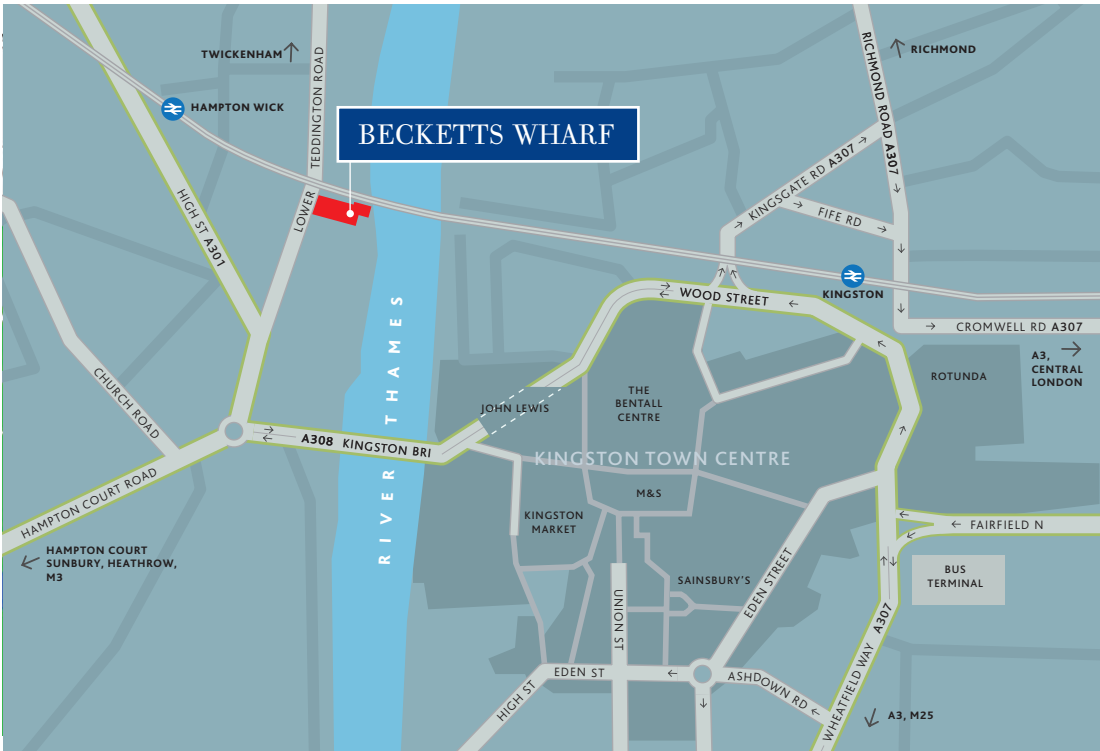 TWICKENHAM
HAMPTON WICK
LOWER TEDDINGTON ROAD
BECKETTS WHARF
RICHMOND ROAD A307
RICHMOND
KINGSGATE RD A307
FIFE RD
HIGH ST A301
RIVER THAMES
WOOD STREET
KINGSTON
CROMWELL RD A307
A3,
CENTRAL
LONDON
ROTUNDA
CHURCH ROAD
JOHN LEWIS
THE
BENTALL
CENTRE
A308 KINGSTON BRI
KINGSTON TOWN CENTRE
HAMPTON COURT ROAD
M&S
KINGSTON
MARKET
FAIRFIELD N
HAMPTON COURT
SUNBURY, HEATHROW,
M3
BUS
TERMINAL
SAINSBURY'S
EDEN STREET
UNION ST
WHEATFIELD WAY A307
EDEN ST
ASHDOWN RD
HIGH ST
A3, M25